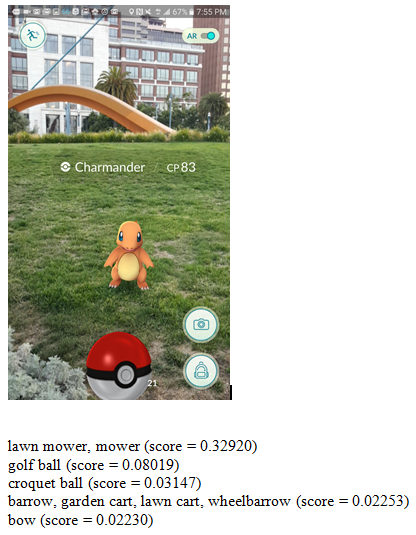 67% 7:55 PM
AR
Charmander CP83
21
lawn mower, mower (score = 0.32920)
golf ball (score = 0.08019)
croquet ball (score = 0.03147)
barrow, garden cart, lawn cart, wheelbarrow (score = 0.02253)
bow (score = 0.02230)